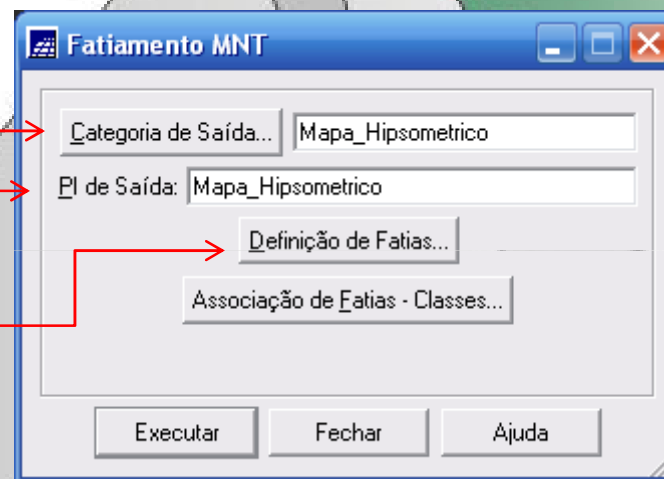 Fatiamento MNT
Categoria de Saída... Mapa_Hipsometrico
PI de Saída: Mapa_Hipsometrico
Definição de Fatias...
Associação de Fatias - Classes...
Executar Fechar Ajuda